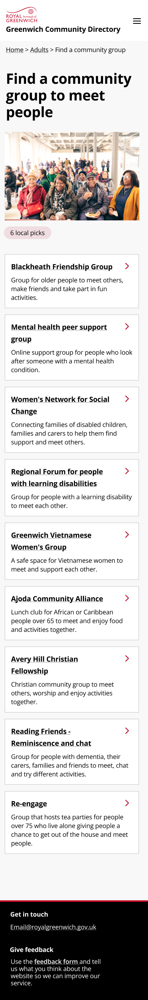 ROYAL borough of
GREENWICH
Greenwich Community Directory
Home > Adults > Find a community group
Find a community
group to meet
people
6 local picks
Blackheath Friendship Group
Group for older people to meet others,
make friends and take part in fun
activities.
Mental health peer support
group
Online support group for people who look
after someone with a mental health
condition.
Women's Network for Social
Change
Connecting families of disabled children,
families and carers to help them find
support and meet others.
Regional Forum for people
with learning disabilities
Group for people with a learning disability
to meet each other.
Greenwich Vietnamese
Women's Group
A safe space for Vietnamese women to
meet and support each other.
Ajoda Community Alliance
Lunch club for African or Caribbean
people over 65 to meet and enjoy food
and activities together.
Avery Hill Christian
Fellowship
Christian community group to meet
others, worship and enjoy activities
together.
Reading Friends -
Reminiscence and chat
Group for people with dementia, their
carers, families and friends to meet, chat
and try different activities.
Re-engage
Group that hosts tea parties for people
over 75 who live alone giving people a
chance to get out of the house and meet
people.
Get in touch
Email@royalgreenwich.gov.uk
Give feedback
Use the feedback form and tell
us what you think about the
website so we can improve our
service.